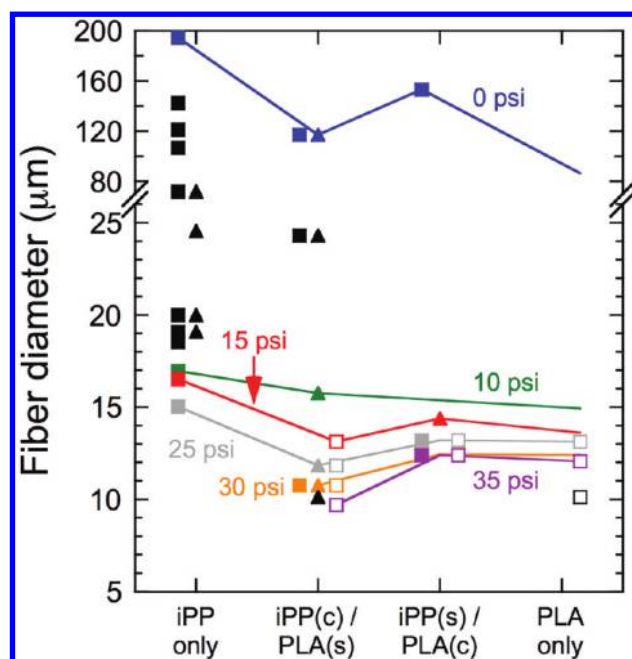 200
160
120
80
25
20
15
10
5
Fiber diameter (μm)
0 psi
15 psi
10 psi
25 psi
30 psi
35 psi
iPP only
iPP(c) / PLA(s)
iPP(s) / PLA(c)
PLA only